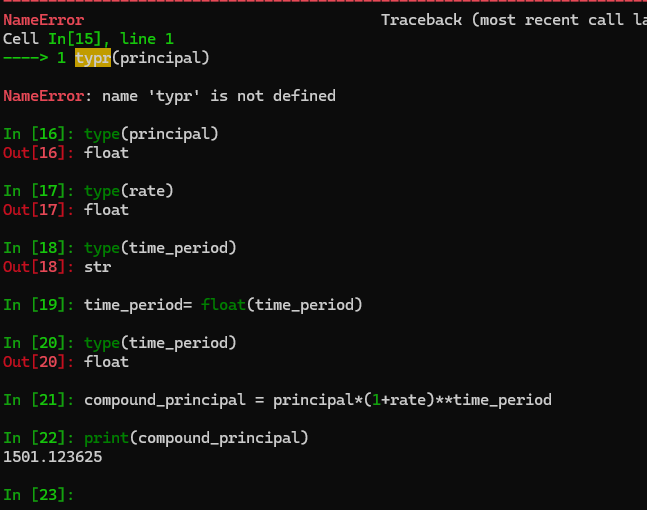 NameError                                 Traceback (most recent call
Cell In[15], line 1
----> 1 typr(principal)
NameError: name 'typr' is not defined
In [16]: type(principal)
Out[16]: float
In [17]: type(rate)
Out[17]: float
In [18]: type(time_period)
Out[18]: str
In [19]: time_period= float(time_period)
In [20]: type(time_period)
Out[20]: float
In [21]: compound_principal = principal*(1+rate)**time_period
In [22]: print(compound_principal)
1501.123625
In [23]: